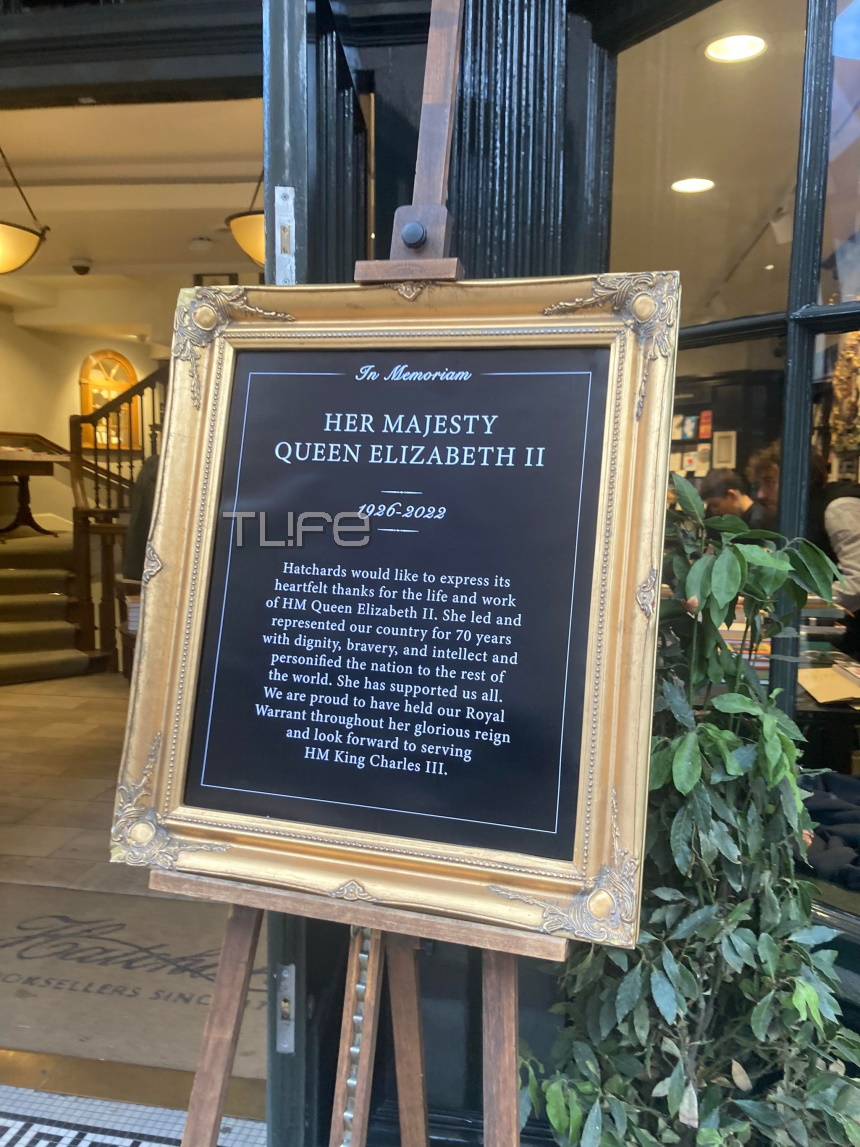 In Memoriam
HER MAJESTY
QUEEN ELIZABETH II
1926-2022
TL!FE
Hatchards would like to express its
heartfelt thanks for the life and work
of HM Queen Elizabeth II. She led and
represented our country for 70 years
with dignity, bravery, and intellect and
personified the nation to the rest of
the world. She has supported us all.
We are proud to have held our Royal
Warrant throughout her glorious reign
and look forward to serving
HM King Charles III.
BOOKSELLERS SINCE